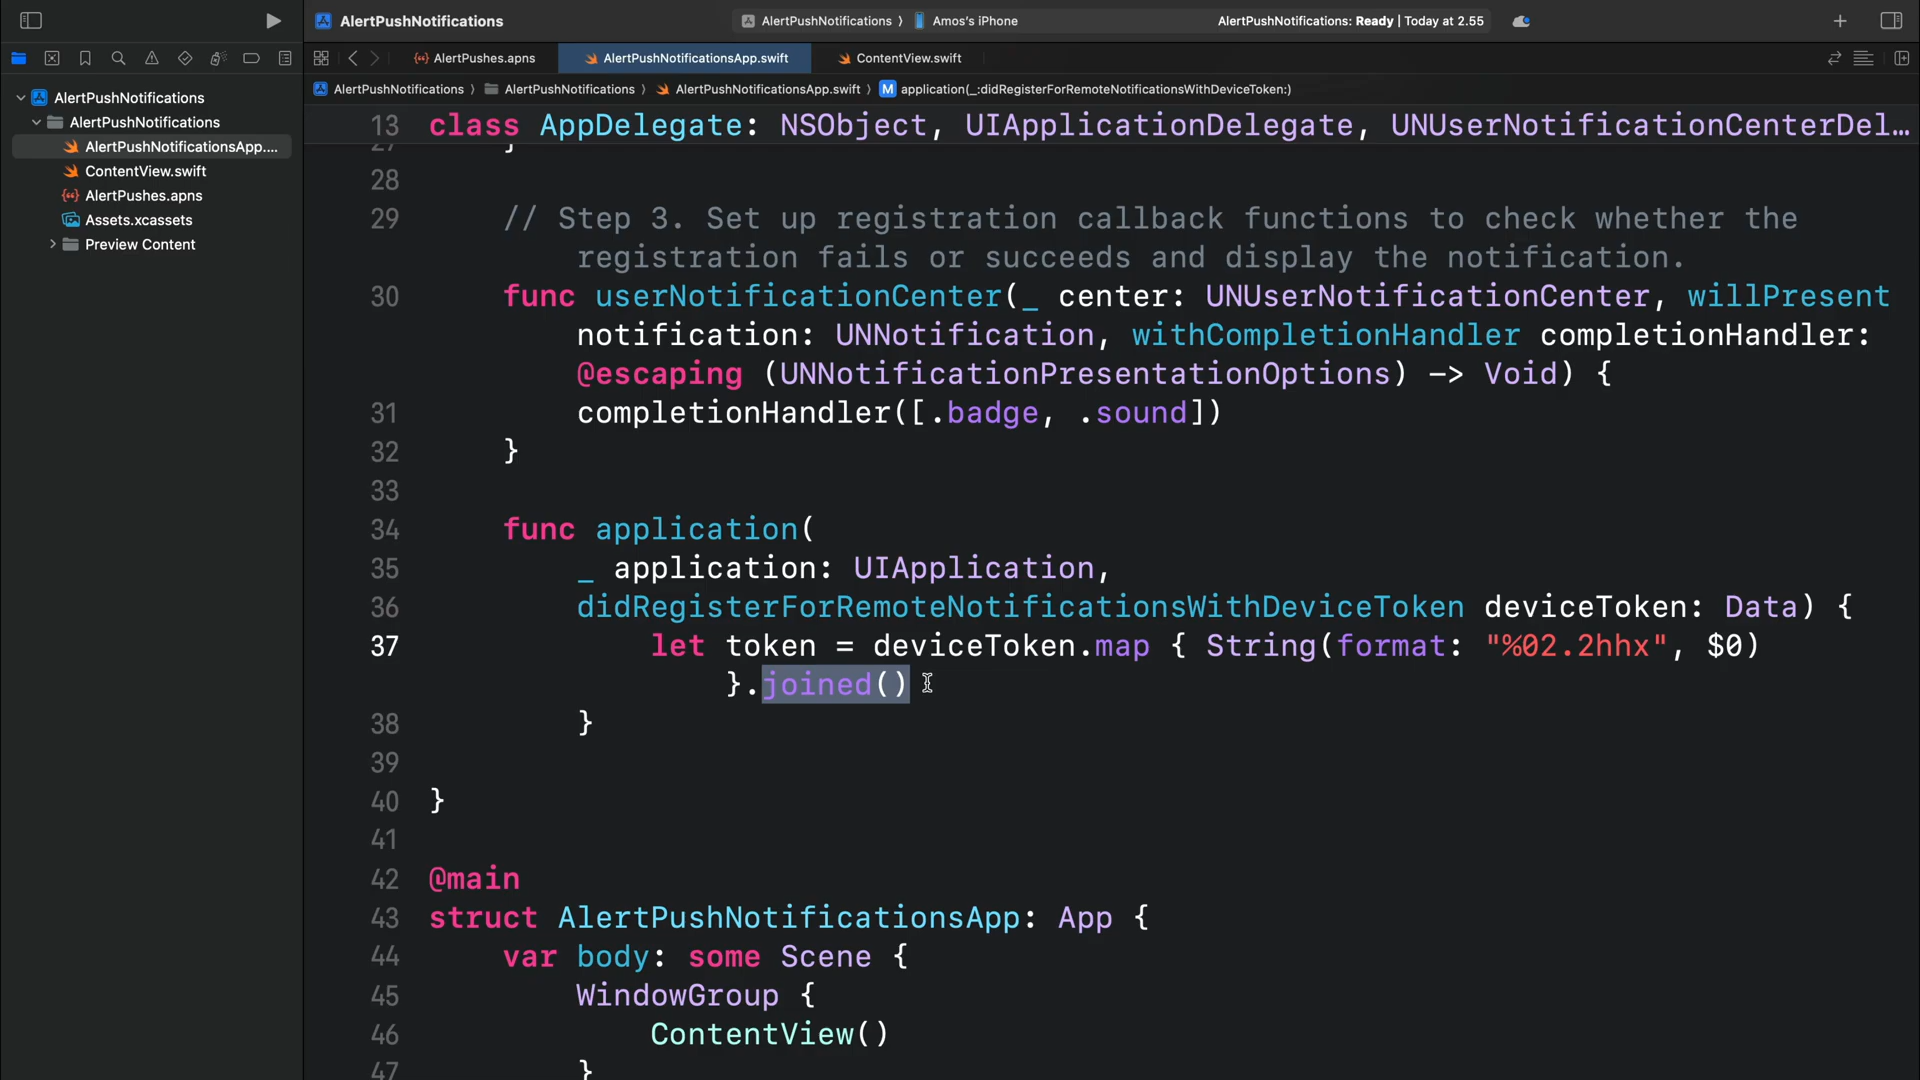 AlertPushNotifications
AlertPushNotifications 〉 Amos's iPhone
AlertPushNotifications: Ready | Today at 2.55
AlertPushes.apns
AlertPushNotificationsApp.swift
ContentView.swift
AlertPushNotifications 〉 AlertPushNotifications 〉 AlertPushNotificationsApp.swift 〉 M application(_:didRegisterForRemoteNotificationsWithDeviceToken:)
AlertPushNotifications
AlertPushNotifications
AlertPushNotificationsApp....
ContentView.swift
AlertPushes.apns
Assets.xcassets
Preview Content
13 class AppDelegate: NSObject, UIApplicationDelegate, UNUserNotificationCenterDel…
27 }
28
29 // Step 3. Set up registration callback functions to check whether the
registration fails or succeeds and display the notification.
30 func userNotificationCenter(_ center: UNUserNotificationCenter, willPresent
notification: UNNotification, withCompletionHandler completionHandler:
@escaping (UNNotificationPresentationOptions) -> Void) {
31 completionHandler([.badge, .sound])
32 }
33
34 func application(
35 _ application: UIApplication,
36 didRegisterForRemoteNotificationsWithDeviceToken deviceToken: Data) {
37 let token = deviceToken.map { String(format: "%02.2hhx", $0)
}.joined()
38 }
39
40 }
41
42 @main
43 struct AlertPushNotificationsApp: App {
44 var body: some Scene {
45 WindowGroup {
46 ContentView()
47 }